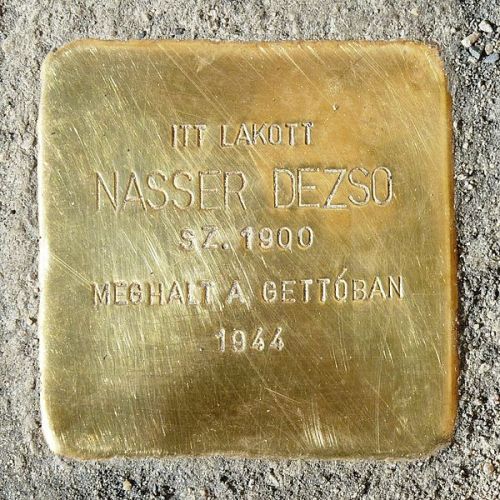 ITT LAKOTT
NASSER DEZSO
SZ. 1900
MEGHALT A GETTÓBAN
1944